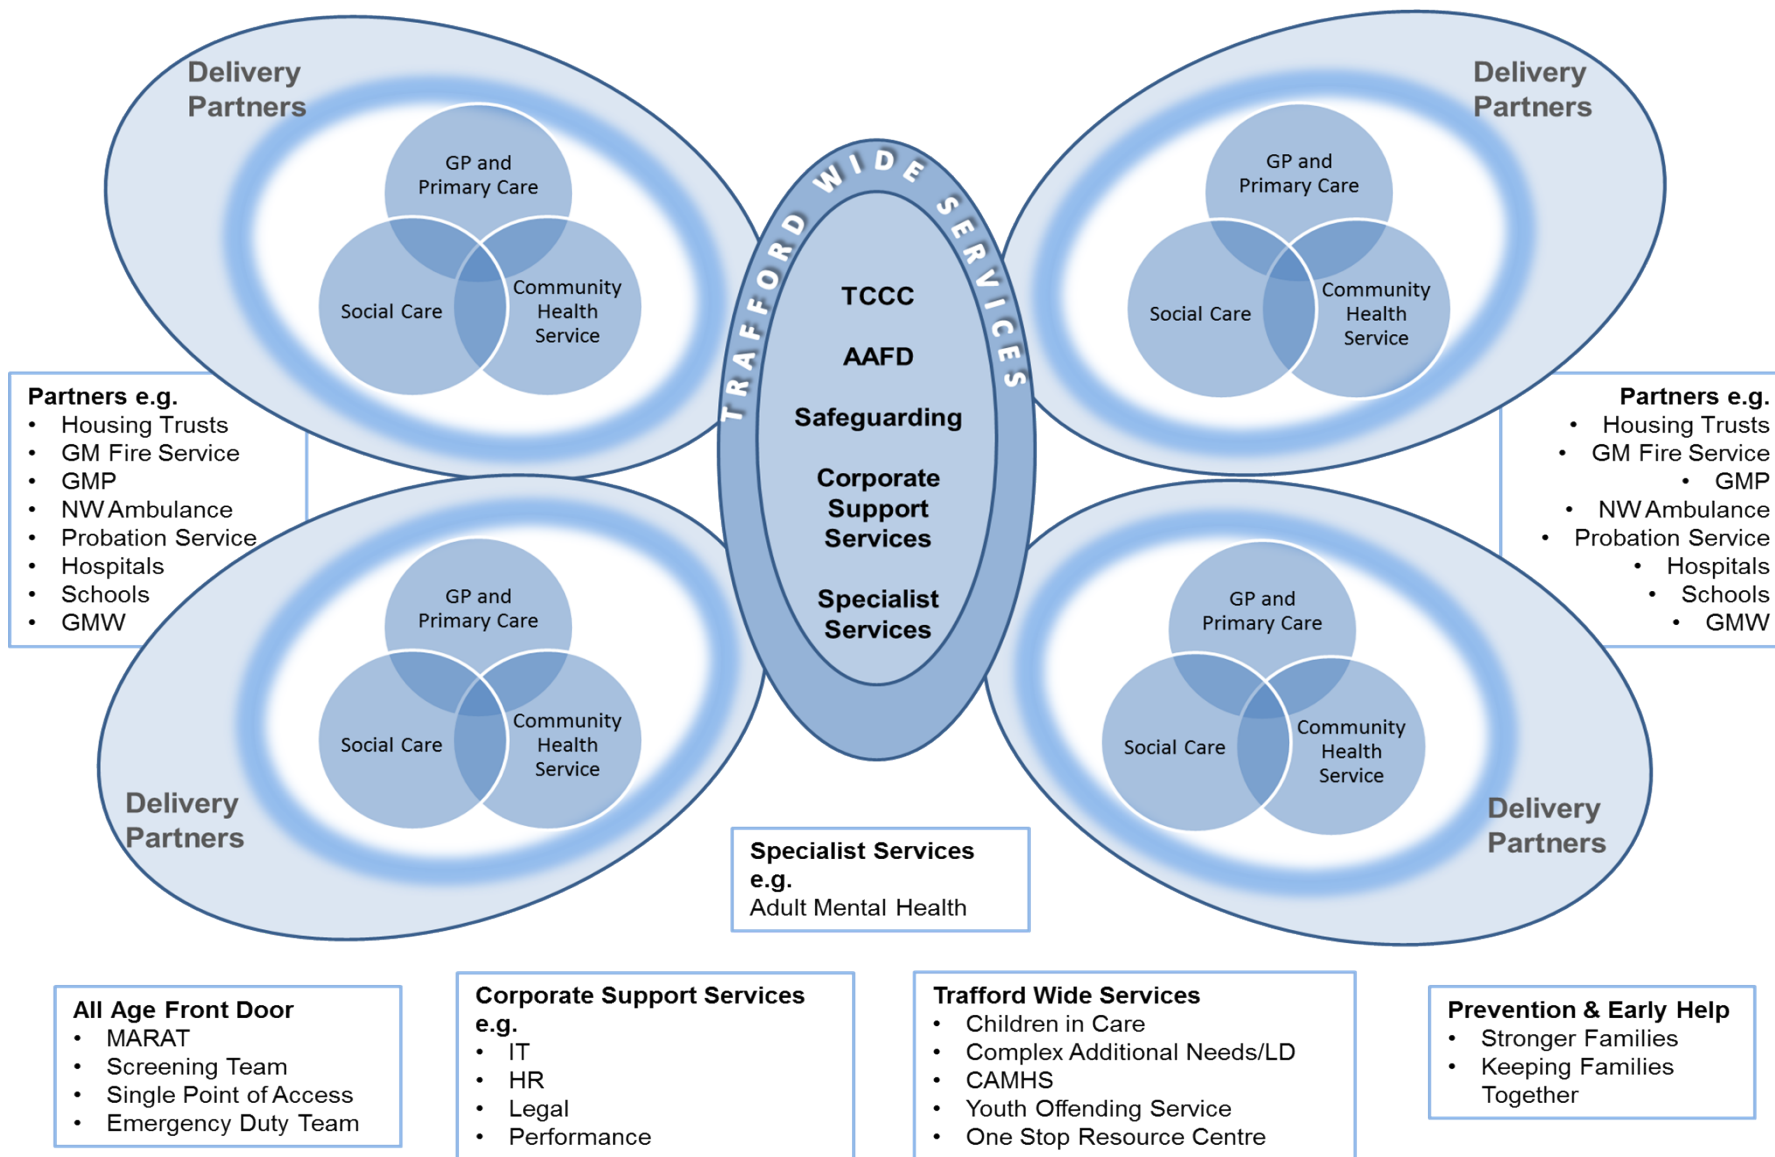 Delivery
Partners
GP and
Primary Care
Social Care
Community
Health
Service
Delivery
Partners
GP and
Primary Care
Social Care
Community
Health
Service
TRAFFORD WIDE SERVICES
TCCC
AAFD
Safeguarding
Corporate
Support
Services
Specialist
Services
Partners e.g.
• Housing Trusts
• GM Fire Service
• GMP
• NW Ambulance
• Probation Service
• Hospitals
• Schools
• GMW
Partners e.g.
• Housing Trusts
• GM Fire Service
• GMP
• NW Ambulance
• Probation Service
• Hospitals
• Schools
• GMW
GP and
Primary Care
Social Care
Community
Health
Service
Delivery
Partners
GP and
Primary Care
Social Care
Community
Health
Service
Delivery
Partners
Specialist Services
e.g.
Adult Mental Health
All Age Front Door
• MARAT
• Screening Team
• Single Point of Access
• Emergency Duty Team
Corporate Support Services
e.g.
• IT
• HR
• Legal
• Performance
Trafford Wide Services
• Children in Care
• Complex Additional Needs/LD
• CAMHS
• Youth Offending Service
• One Stop Resource Centre
Prevention & Early Help
• Stronger Families
• Keeping Families
Together